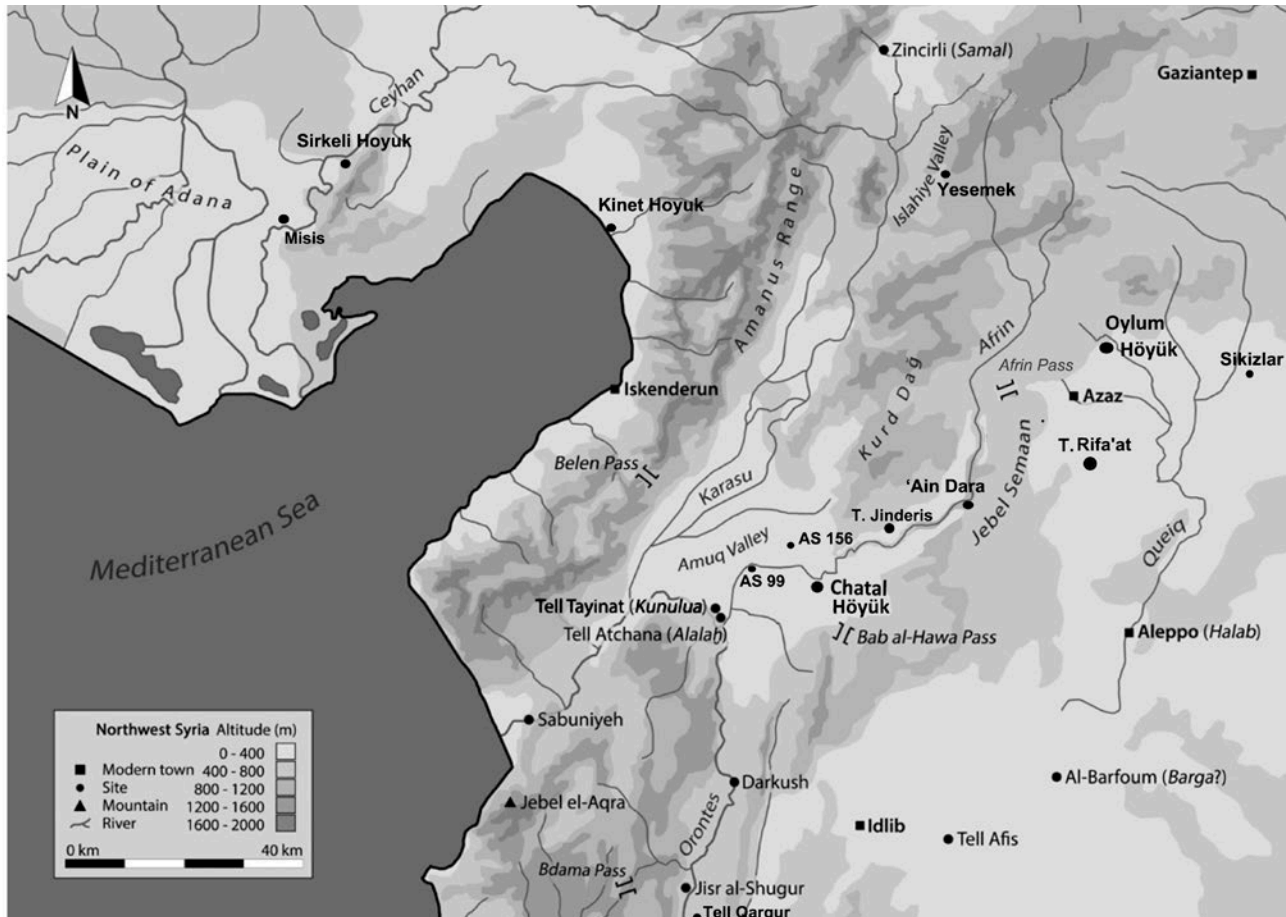 Zincirli (Samal)
Gaziantep
N
Ceyhan
Sirkeli Hoyuk
Plain of Adana
Misis
Kinet Hoyuk
Amanus Range
Islahiye Valley
Yesemek
Iskenderun
Afrin
Afrin Pass
Oylum
Höyük
Sikizlar
Azaz
Kurd Dağ
Belen Pass
Karasu
T. Rifa'at
'Ain Dara
Jebel Semaan
T. Jinderis
Mediterranean Sea
Amuq Valley
AS 156
AS 99
Queiq
Chatal
Höyük
Tell Tayinat (Kunulua)
Tell Atchana (Alalaḫ)
Bab al-Hawa Pass
Aleppo (Halab)
Sabuniyeh
Darkush
Al-Barfoum (Barga?)
Jebel el-Aqra
Orontes
Idlib
Tell Afis
Bdama Pass
Jisr al-Shugur
Tell Qarqur
Northwest Syria Altitude (m)
0 - 400
Modern town 400 - 800
Site 800 - 1200
Mountain 1200 - 1600
River 1600 - 2000
0 km 40 km